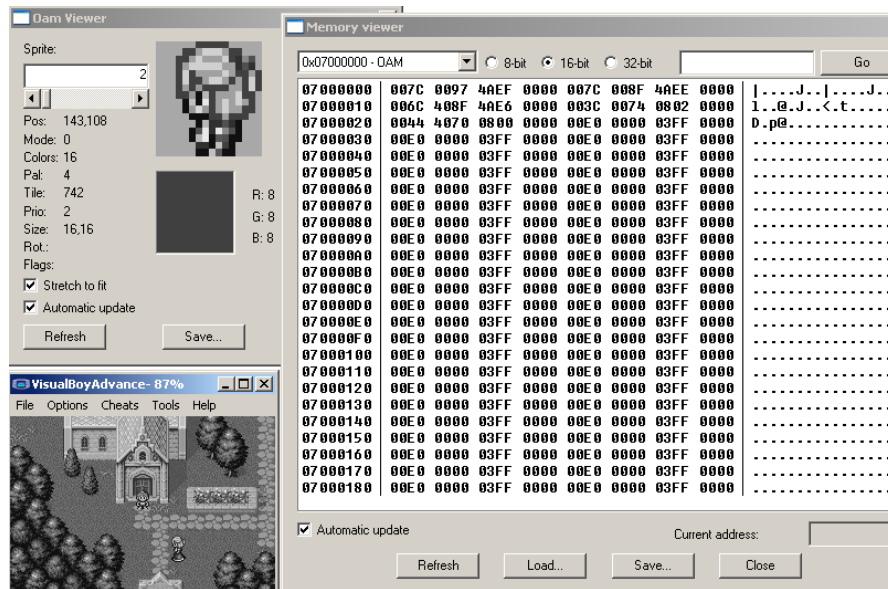 Oam Viewer
Sprite:
2
Pos: 143,108
Mode: 0
Colors: 16
Pal: 4
Tile: 742
Prio: 2
Size: 16,16
Rot.:
Flags:
R: 8
G: 8
B: 8
Stretch to fit
Automatic update
Refresh Save...
VisualBoyAdvance- 87%
File Options Cheats Tools Help
Memory viewer
0x07000000 - OAM 8-bit 16-bit 32-bit Go
07000000 007C 0097 4AEF 0000 007C 008F 4AEE 0000 |....J..|....J..
07000010 006C 408F 4AE6 0000 003C 0074 0802 0000 l..@.J..<.t.....
07000020 0044 4070 0800 0000 00E0 0000 03FF 0000 D.p@............
07000030 00E0 0000 03FF 0000 00E0 0000 03FF 0000 ................
07000040 00E0 0000 03FF 0000 00E0 0000 03FF 0000 ................
07000050 00E0 0000 03FF 0000 00E0 0000 03FF 0000 ................
07000060 00E0 0000 03FF 0000 00E0 0000 03FF 0000 ................
07000070 00E0 0000 03FF 0000 00E0 0000 03FF 0000 ................
07000080 00E0 0000 03FF 0000 00E0 0000 03FF 0000 ................
07000090 00E0 0000 03FF 0000 00E0 0000 03FF 0000 ................
070000A0 00E0 0000 03FF 0000 00E0 0000 03FF 0000 ................
070000B0 00E0 0000 03FF 0000 00E0 0000 03FF 0000 ................
070000C0 00E0 0000 03FF 0000 00E0 0000 03FF 0000 ................
070000D0 00E0 0000 03FF 0000 00E0 0000 03FF 0000 ................
070000E0 00E0 0000 03FF 0000 00E0 0000 03FF 0000 ................
070000F0 00E0 0000 03FF 0000 00E0 0000 03FF 0000 ................
07000100 00E0 0000 03FF 0000 00E0 0000 03FF 0000 ................
07000110 00E0 0000 03FF 0000 00E0 0000 03FF 0000 ................
07000120 00E0 0000 03FF 0000 00E0 0000 03FF 0000 ................
07000130 00E0 0000 03FF 0000 00E0 0000 03FF 0000 ................
07000140 00E0 0000 03FF 0000 00E0 0000 03FF 0000 ................
07000150 00E0 0000 03FF 0000 00E0 0000 03FF 0000 ................
07000160 00E0 0000 03FF 0000 00E0 0000 03FF 0000 ................
07000170 00E0 0000 03FF 0000 00E0 0000 03FF 0000 ................
07000180 00E0 0000 03FF 0000 00E0 0000 03FF 0000 ................
Automatic update Current address:
Refresh Load... Save... Close